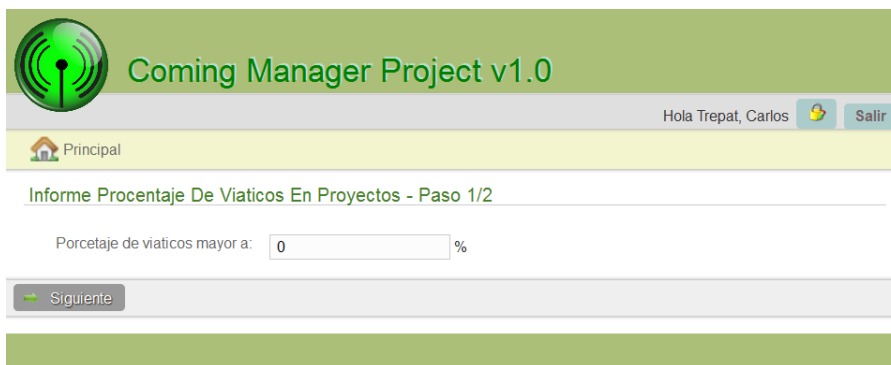 Coming Manager Project v1.0
Hola Trepat, Carlos
Salir
Principal
Informe Procentaje De Viaticos En Proyectos - Paso 1/2
Porcetaje de viaticos mayor a: 0 %
Siguiente